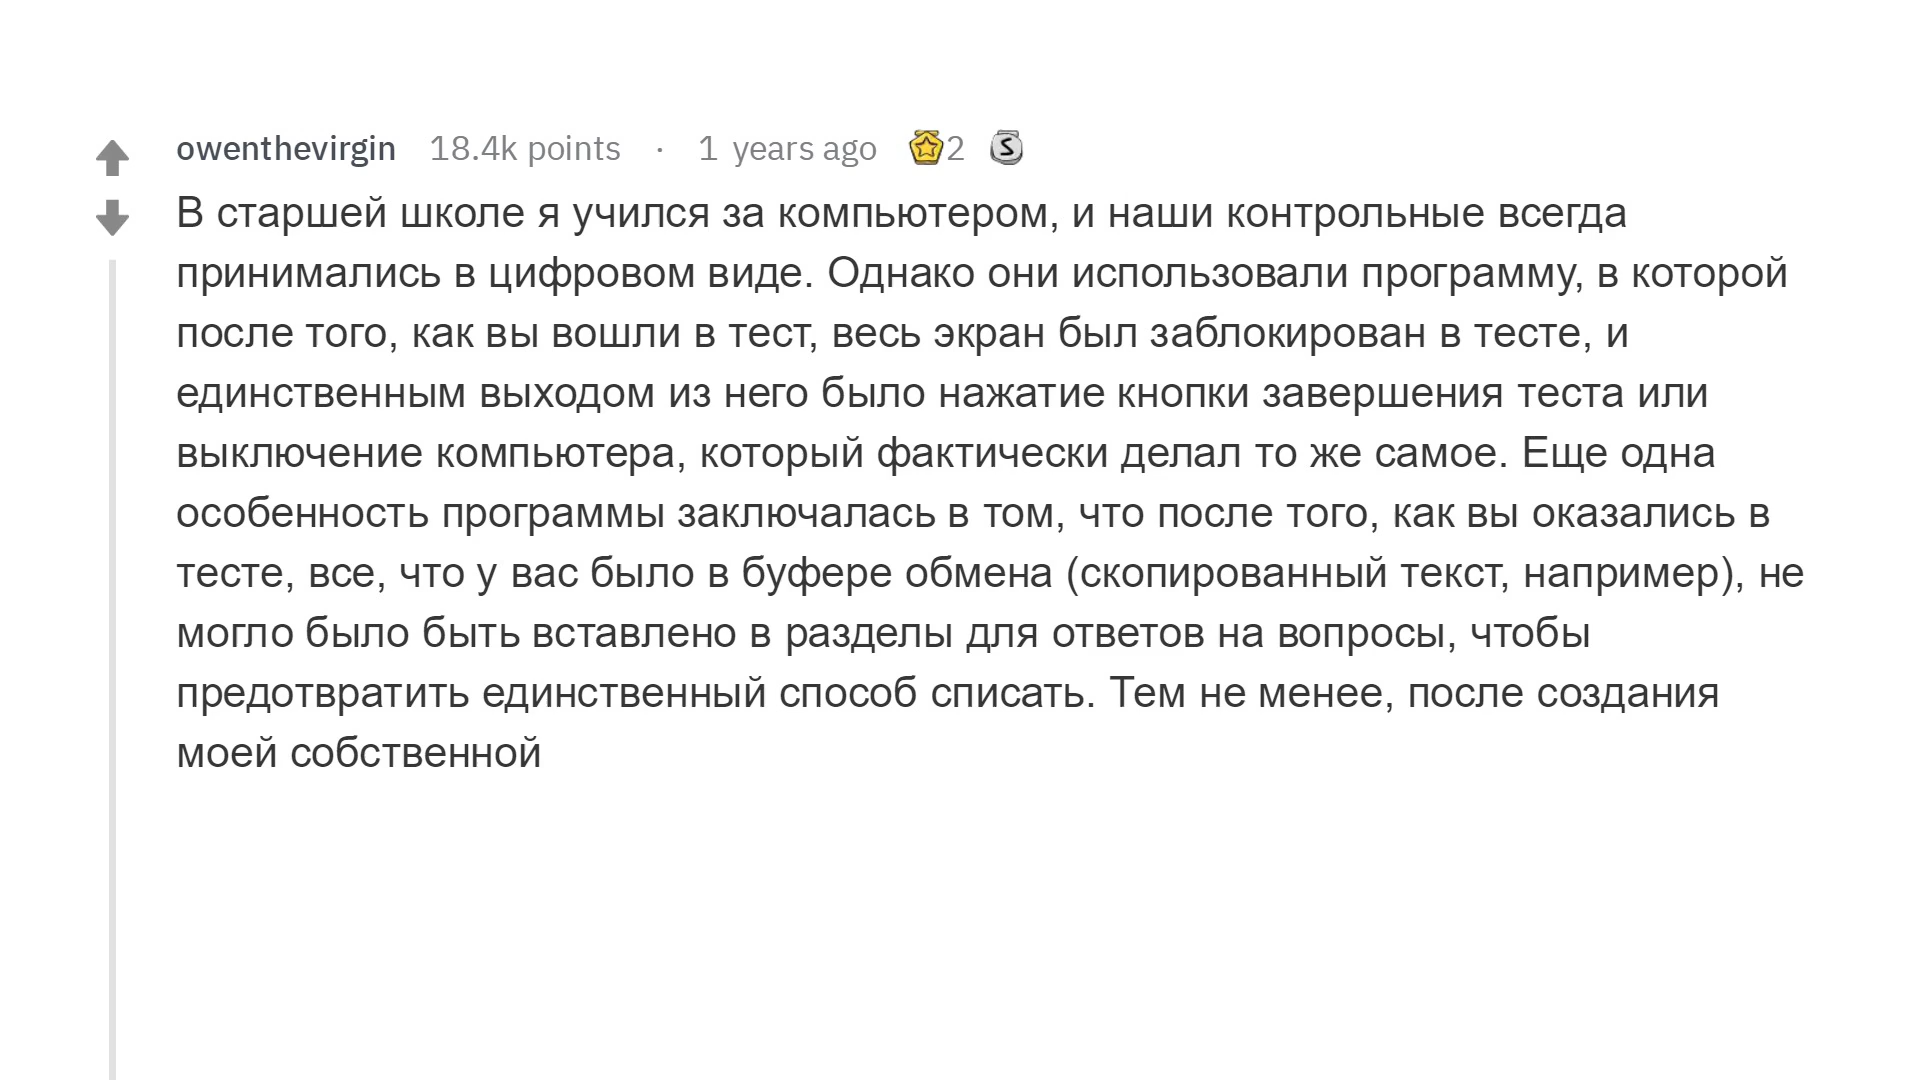 owenthevirgin 18.4k points · 1 years ago 2 S
В старшей школе я учился за компьютером, и наши контрольные всегда
принимались в цифровом виде. Однако они использовали программу, в которой
после того, как вы вошли в тест, весь экран был заблокирован в тесте, и
единственным выходом из него было нажатие кнопки завершения теста или
выключение компьютера, который фактически делал то же самое. Еще одна
особенность программы заключалась в том, что после того, как вы оказались в
тесте, все, что у вас было в буфере обмена (скопированный текст, например), не
могло было быть вставлено в разделы для ответов на вопросы, чтобы
предотвратить единственный способ списать. Тем не менее, после создания
моей собственной